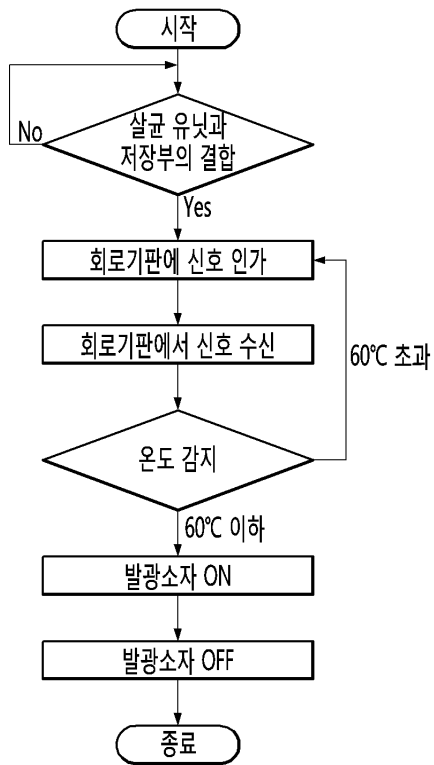 시작
No
살균 유닛과
저장부의 결합
Yes
회로기판에 신호 인가
회로기판에서 신호 수신
60℃ 초과
온도 감지
60℃ 이하
발광소자 ON
발광소자 OFF
종료